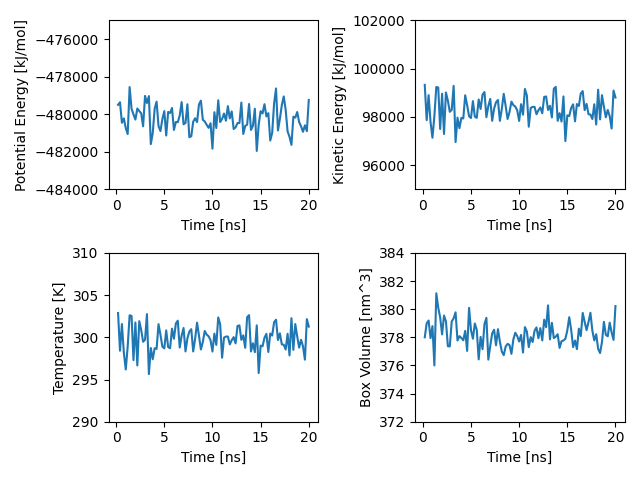 Potential Energy [kJ/mol]
−476000
−478000
−480000
−482000
−484000
0 5 10 15 20
Time [ns]
Kinetic Energy [kJ/mol]
102000
100000
98000
96000
0 5 10 15 20
Time [ns]
Temperature [K]
310
305
300
295
290
0 5 10 15 20
Time [ns]
Box Volume [nm^3]
384
382
380
378
376
374
372
0 5 10 15 20
Time [ns]